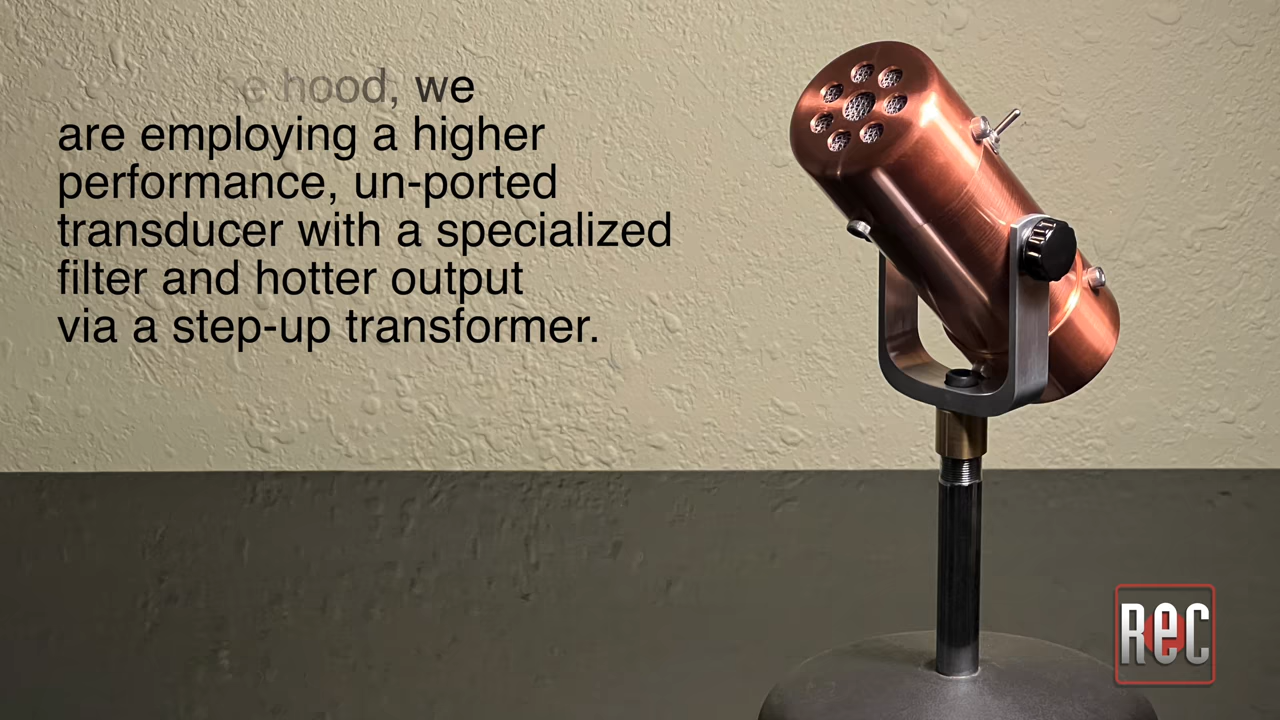 he hood, we
are employing a higher
performance, un-ported
transducer with a specialized
filter and hotter output
via a step-up transformer.
ReC